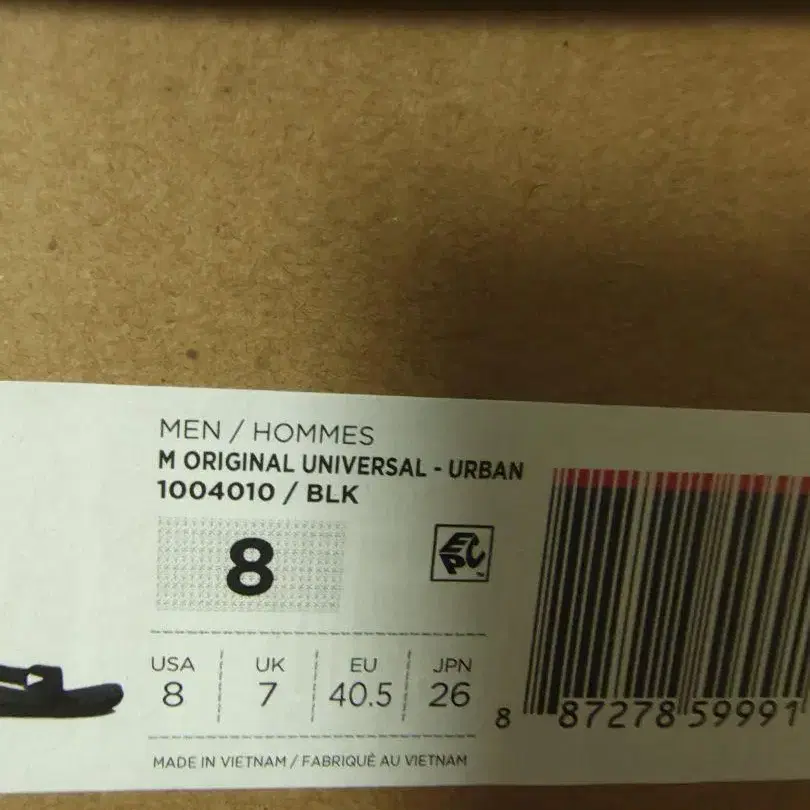 MEN / HOMMES
M ORIGINAL UNIVERSAL - URBAN
1004010 / BLK
8
EPC™
USA UK EU JPN
8 7 40.5 26
MADE IN VIETNAM / FABRIQUÉ AU VIETNAM
8 87278 59991